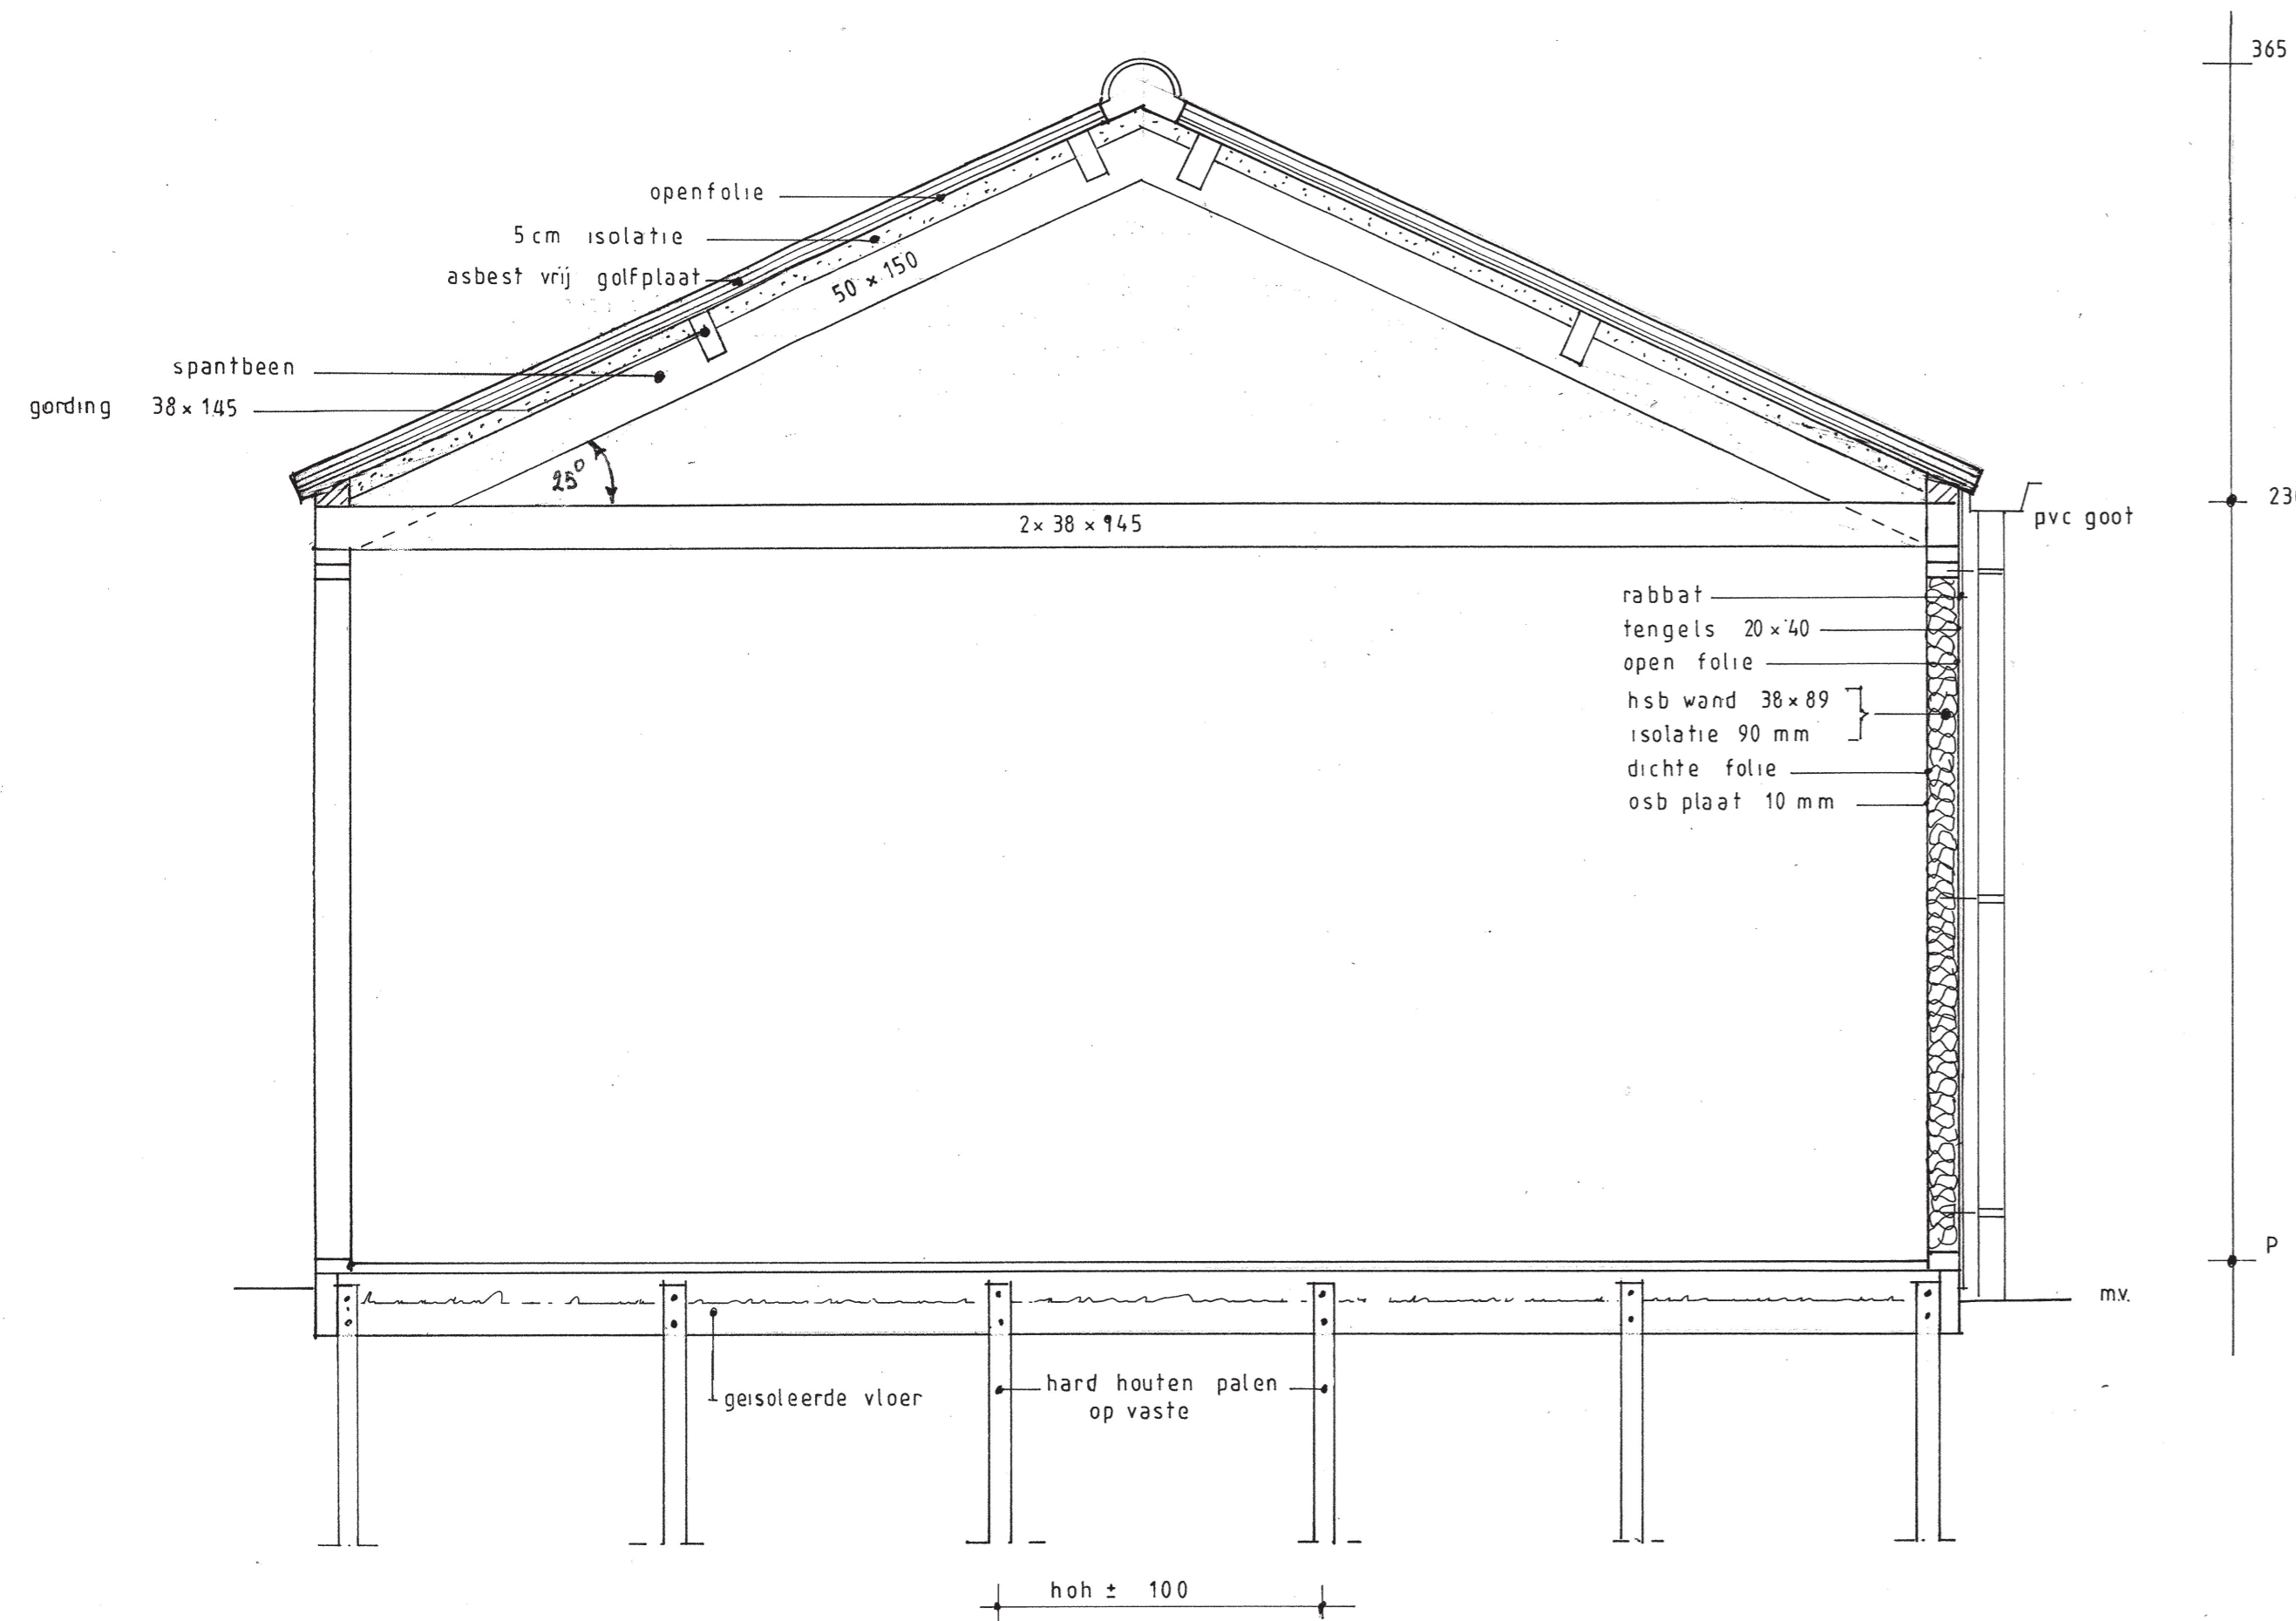 365
openfolie
5 cm isolatie
asbest vrij golfplaat
50 × 150
spantbeen
gording 38 × 145
25°
2 × 38 × 145
pvc goot
rabbat
tengels 20 × 40
open folie
hsb wand 38 × 89
isolatie 90 mm
dichte folie
osb plaat 10 mm
P
m.v.
geisoleerde vloer
hard houten palen
op vaste
hoh ± 100